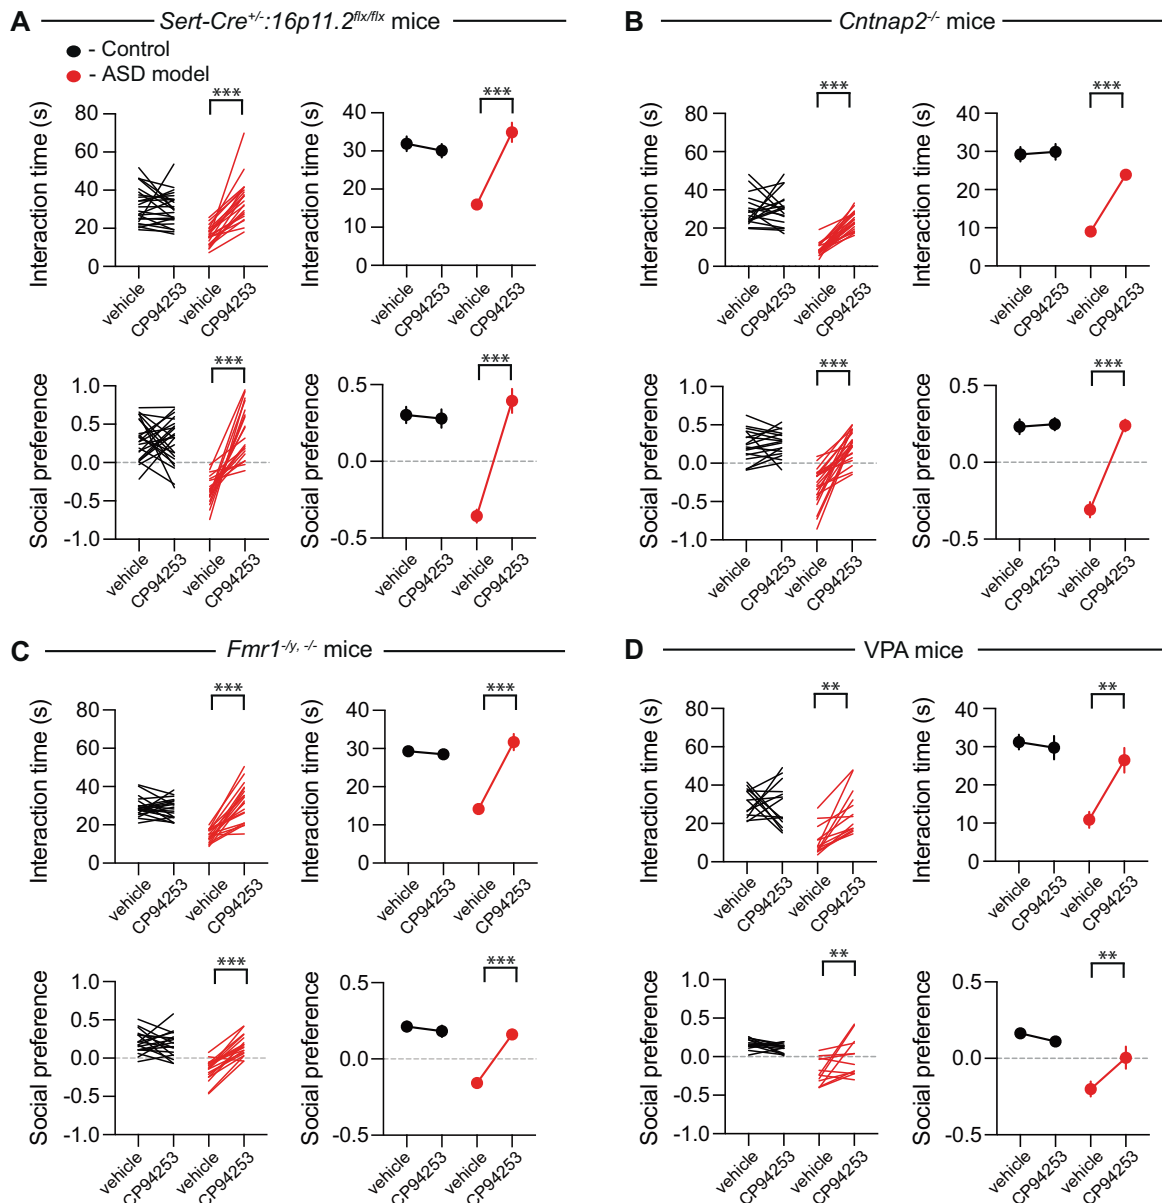 A Sert-Cre+/-:16p11.2flx/flx mice
- Control
- ASD model
Interaction time (s)
80
60
40
20
0
***
vehicle
CP94253
vehicle
CP94253
Interaction time (s)
40
30
20
10
0
***
vehicle
CP94253
vehicle
CP94253
Social preference
1.0
0.5
0.0
-0.5
-1.0
***
vehicle
CP94253
vehicle
CP94253
Social preference
0.5
0.0
-0.5
***
vehicle
CP94253
vehicle
CP94253
B Cntnap2-/- mice
Interaction time (s)
80
60
40
20
0
***
vehicle
CP94253
vehicle
CP94253
Interaction time (s)
40
30
20
10
0
***
vehicle
CP94253
vehicle
CP94253
Social preference
1.0
0.5
0.0
-0.5
-1.0
***
vehicle
CP94253
vehicle
CP94253
Social preference
0.5
0.0
-0.5
***
vehicle
CP94253
vehicle
CP94253
C Fmr1-/y, -/- mice
Interaction time (s)
80
60
40
20
0
***
vehicle
CP94253
vehicle
CP94253
Interaction time (s)
40
30
20
10
0
***
vehicle
CP94253
vehicle
CP94253
Social preference
1.0
0.5
0.0
-0.5
-1.0
***
vehicle
CP94253
vehicle
CP94253
Social preference
0.5
0.0
-0.5
***
vehicle
CP94253
vehicle
CP94253
D VPA mice
Interaction time (s)
80
60
40
20
0
**
vehicle
CP94253
vehicle
CP94253
Interaction time (s)
40
30
20
10
0
**
vehicle
CP94253
vehicle
CP94253
Social preference
1.0
0.5
0.0
-0.5
-1.0
**
vehicle
CP94253
vehicle
CP94253
Social preference
0.5
0.0
-0.5
**
vehicle
CP94253
vehicle
CP94253